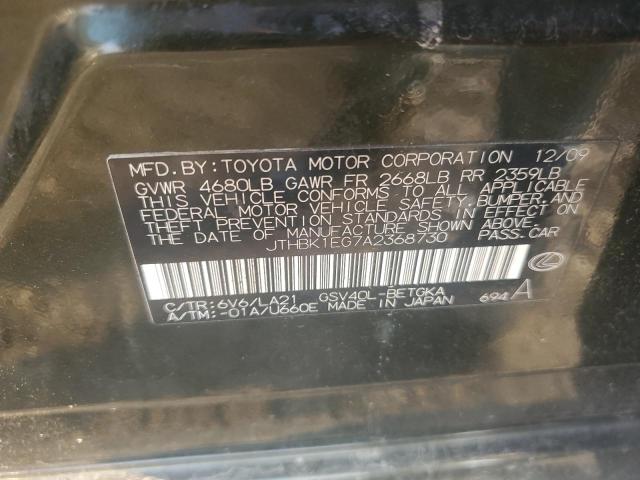 MFD. BY: TOYOTA MOTOR CORPORATION 12/09
GVWR 4680LB GAWR FR 2668LB RR 2359LB
THIS VEHICLE CONFORMS TO ALL APPLICABLE
FEDERAL MOTOR VEHICLE SAFETY, BUMPER, AND
THEFT PREVENTION STANDARDS IN EFFECT ON
THE DATE OF MANUFACTURE SHOWN ABOVE.
JTHBK1EG7A2368730 PASS.CAR
C/TR: 6V6/LA21 GSV40L-BETGKA
A/TM: -01A/U660E MADE IN JAPAN 694 A